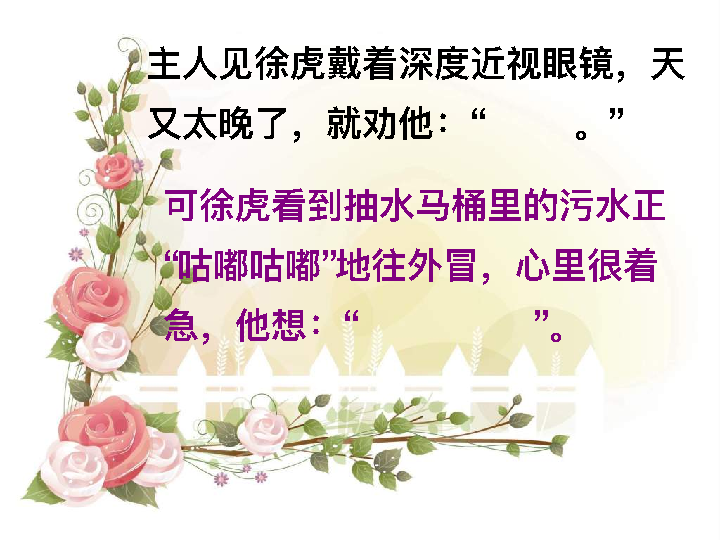 主人见徐虎戴着深度近视眼镜，天
又太晚了，就劝他：“　　。”
可徐虎看到抽水马桶里的污水正
“咕嘟咕嘟”地往外冒，心里很着
急，他想：“　　　　　”。